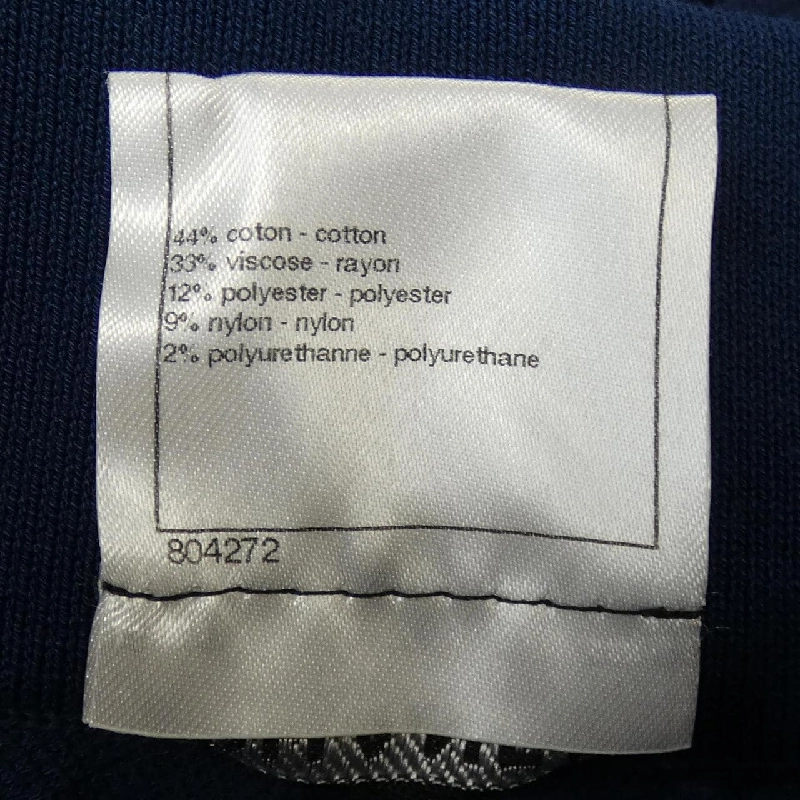 44% coton - cotton
33% viscose - rayon
12% polyester - polyester
9% nylon - nylon
2% polyurethanne - polyurethane
804272